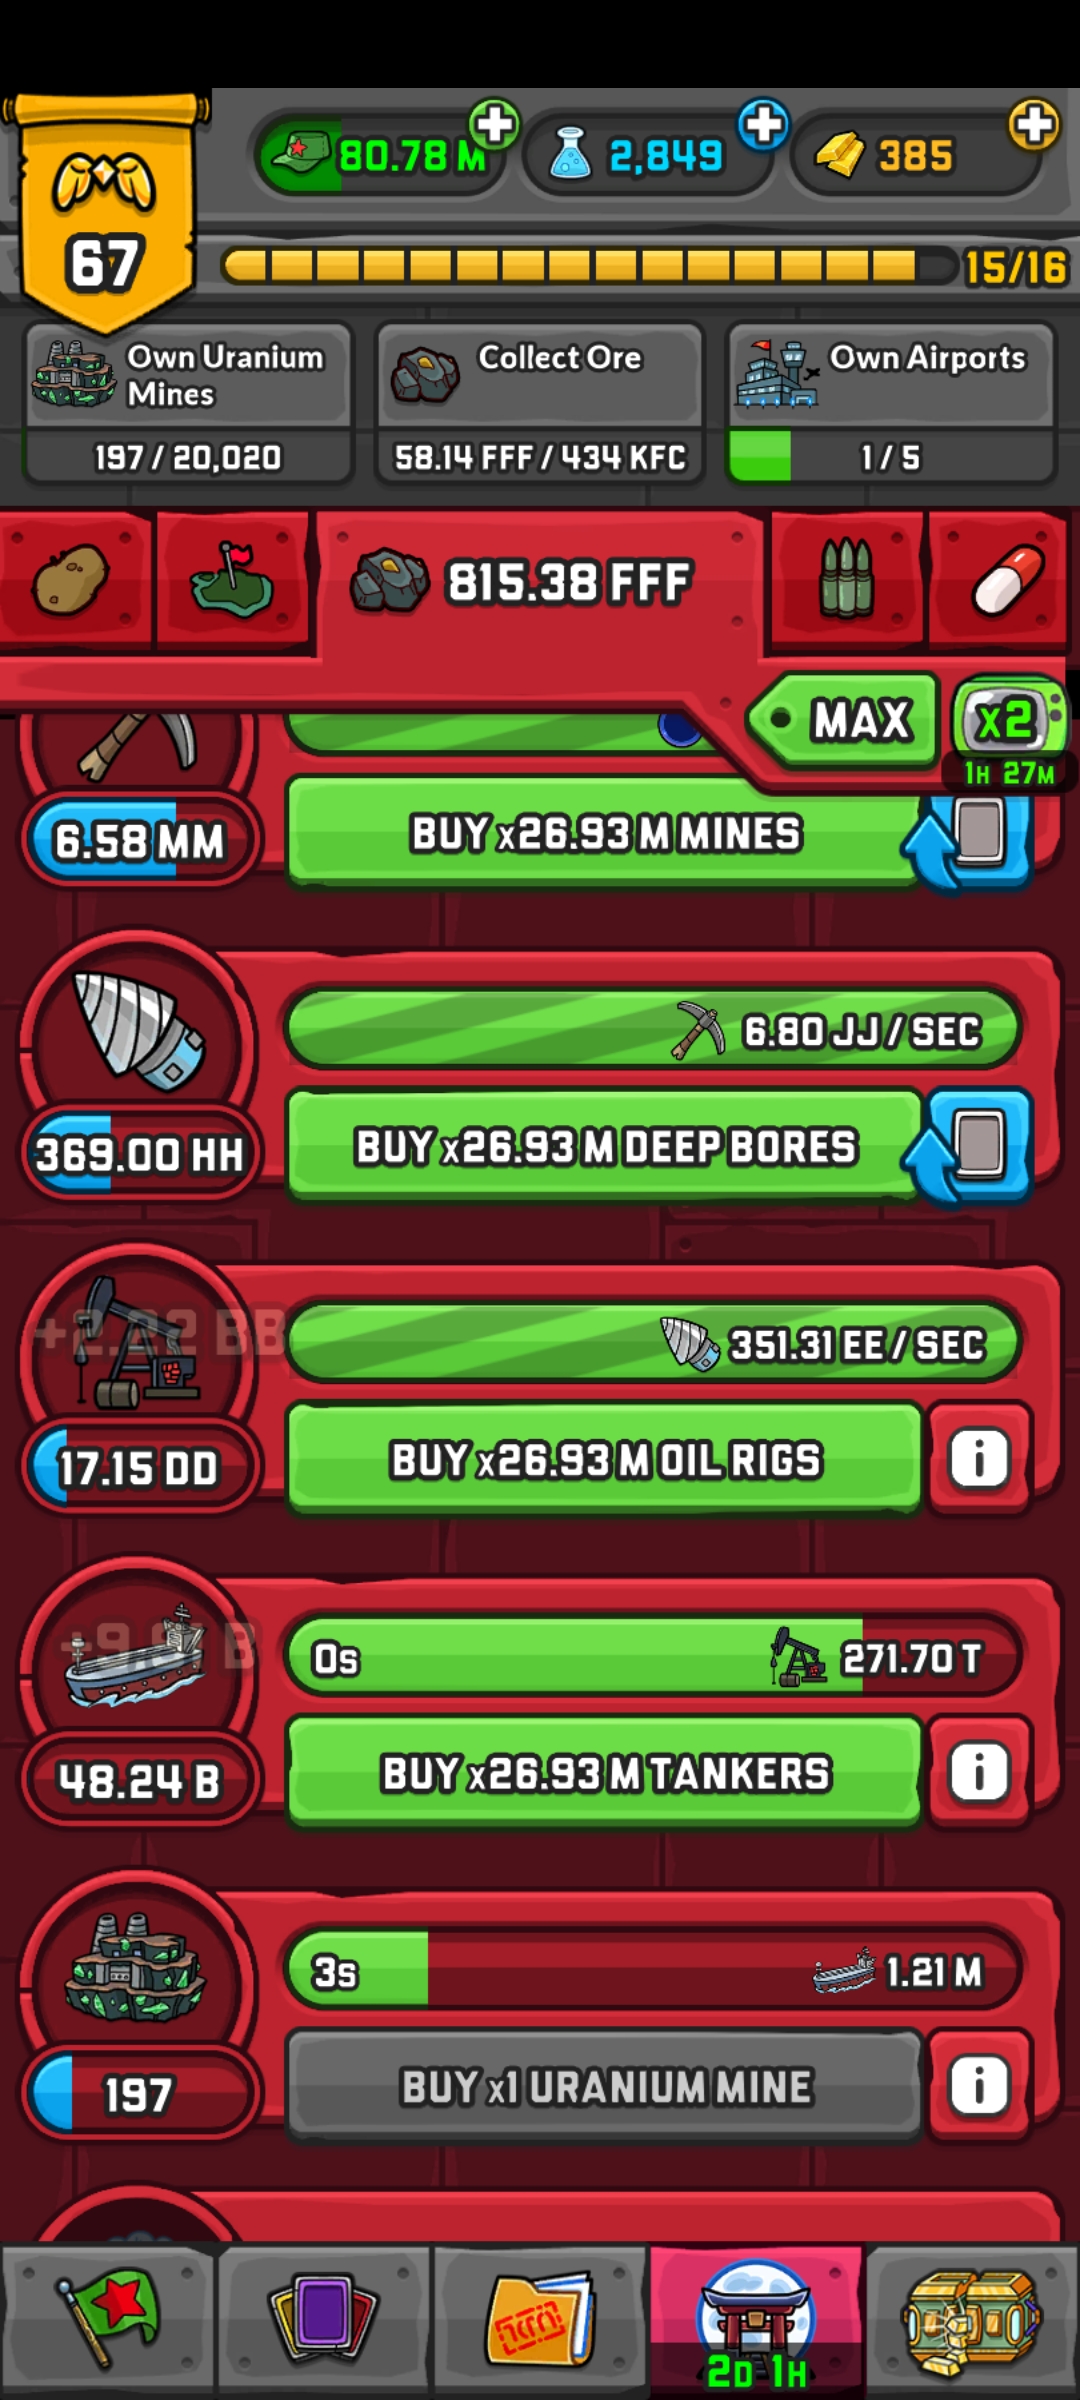 80.78 M
2,849
385
67
15/16
Own Uranium
Mines
197 / 20,020
Collect Ore
58.14 FFF / 434 KFC
Own Airports
1 / 5
815.38 FFF
MAX
x2
1H 27M
6.58 MM
BUY x26.93 M MINES
6.80 JJ / SEC
369.00 HH
BUY x26.93 M DEEP BORES
+2.22 BB
351.31 EE / SEC
17.15 DD
BUY x26.93 M OIL RIGS
0s
271.70 T
48.24 B
BUY x26.93 M TANKERS
3s
1.21 M
197
BUY x1 URANIUM MINE
2D 1H